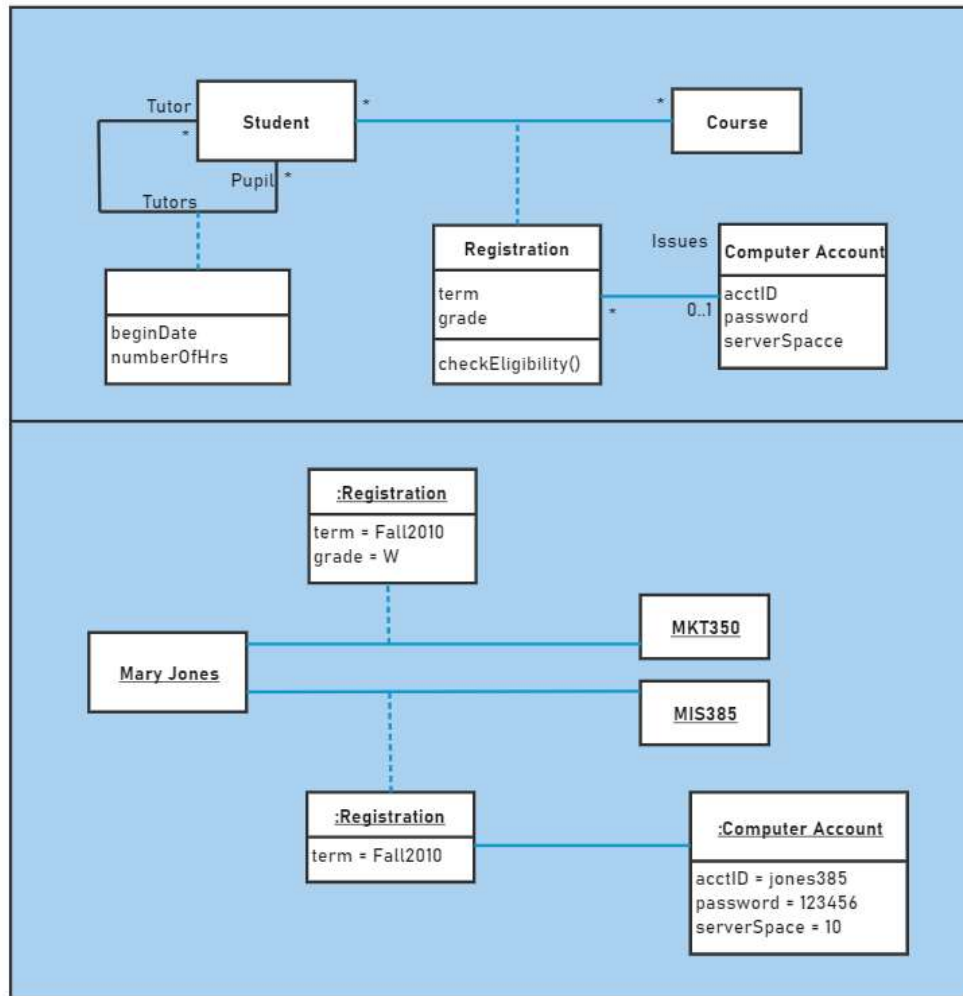 Tutor
*
Student
*
*
Course
Pupil
*
Tutors
beginDate
numberOfHrs
Registration
term
grade
checkEligibility()
Issues
*
0..1
Computer Account
acctID
password
serverSpacce
:Registration
term = Fall2010
grade = W
Mary Jones
MKT350
MIS385
:Registration
term = Fall2010
:Computer Account
acctID = jones385
password = 123456
serverSpace = 10